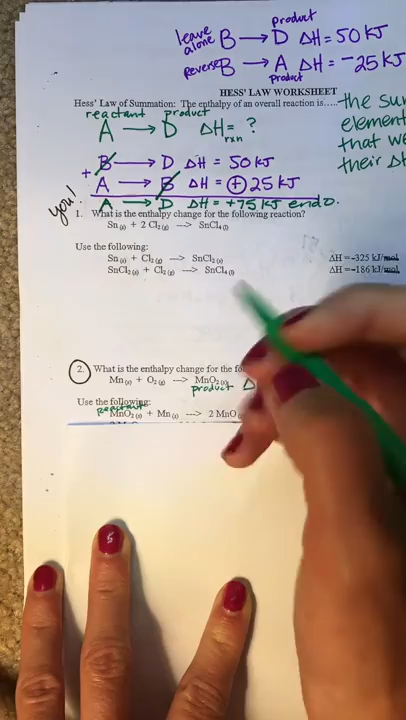 product
leave alone B → D ΔH = 50 KJ
reverse B → A ΔH = -25 KJ
product
HESS' LAW WORKSHEET
Hess' Law of Summation: The enthalpy of an overall reaction is..... the sum
element
that we
their ΔH
reactant product
A → D ΔHrxn = ?
B → D ΔH = 50 KJ
+ A → B ΔH = + 25 KJ
you! A → D ΔH = +75 KJ endo.
1. What is the enthalpy change for the following reaction?
Sn(s) + 2 Cl2(g) --> SnCl4(l)
Use the following:
Sn(s) + Cl2(g) --> SnCl2(s) ΔH = -325 kJ/mol
SnCl2(s) + Cl2(g) --> SnCl4(l) ΔH = -186 kJ/mol
2. What is the enthalpy change for the fo
Mn(s) + O2(g) --> MnO2(s)
product Δ
Use the following:
reactant
MnO2(s) + Mn(s) --> 2 MnO
5